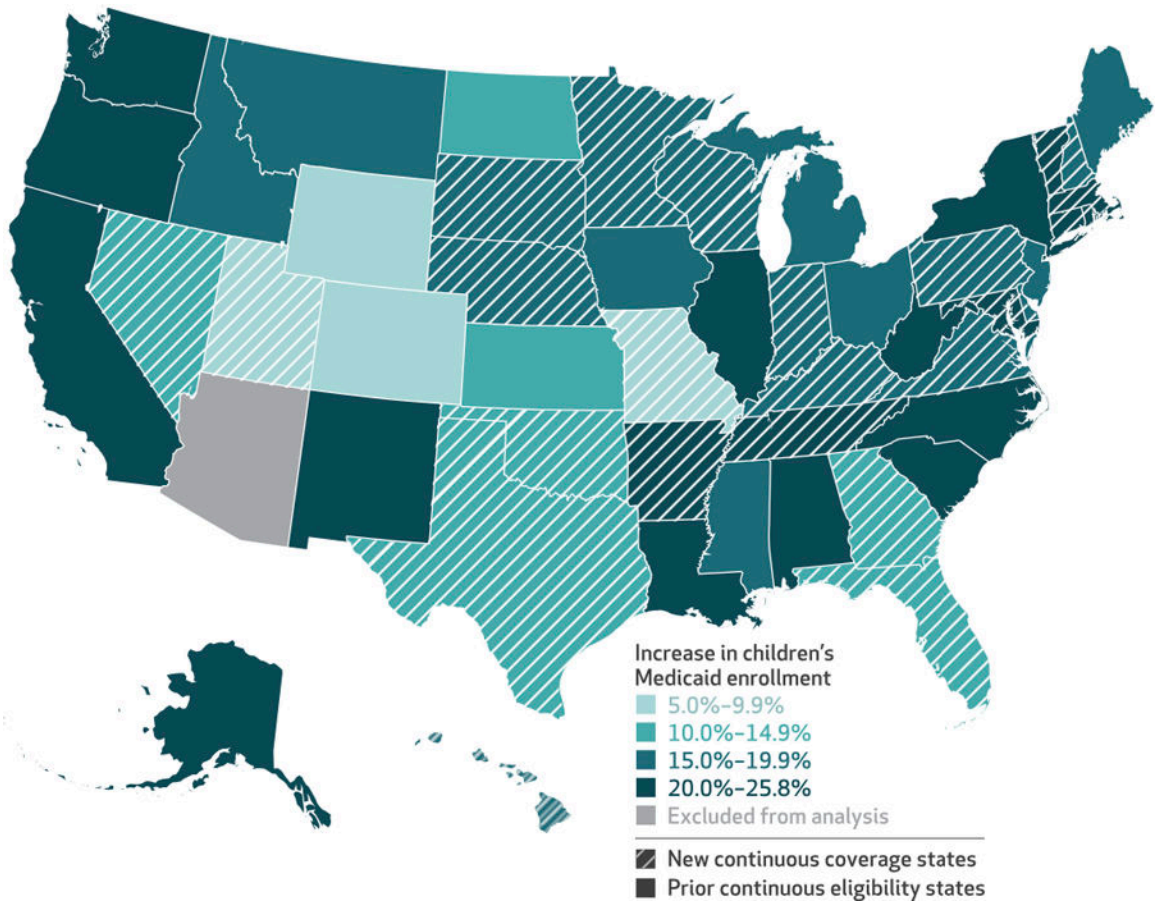 Increase in children's
Medicaid enrollment
5.0%–9.9%
10.0%–14.9%
15.0%–19.9%
20.0%–25.8%
Excluded from analysis
New continuous coverage states
Prior continuous eligibility states